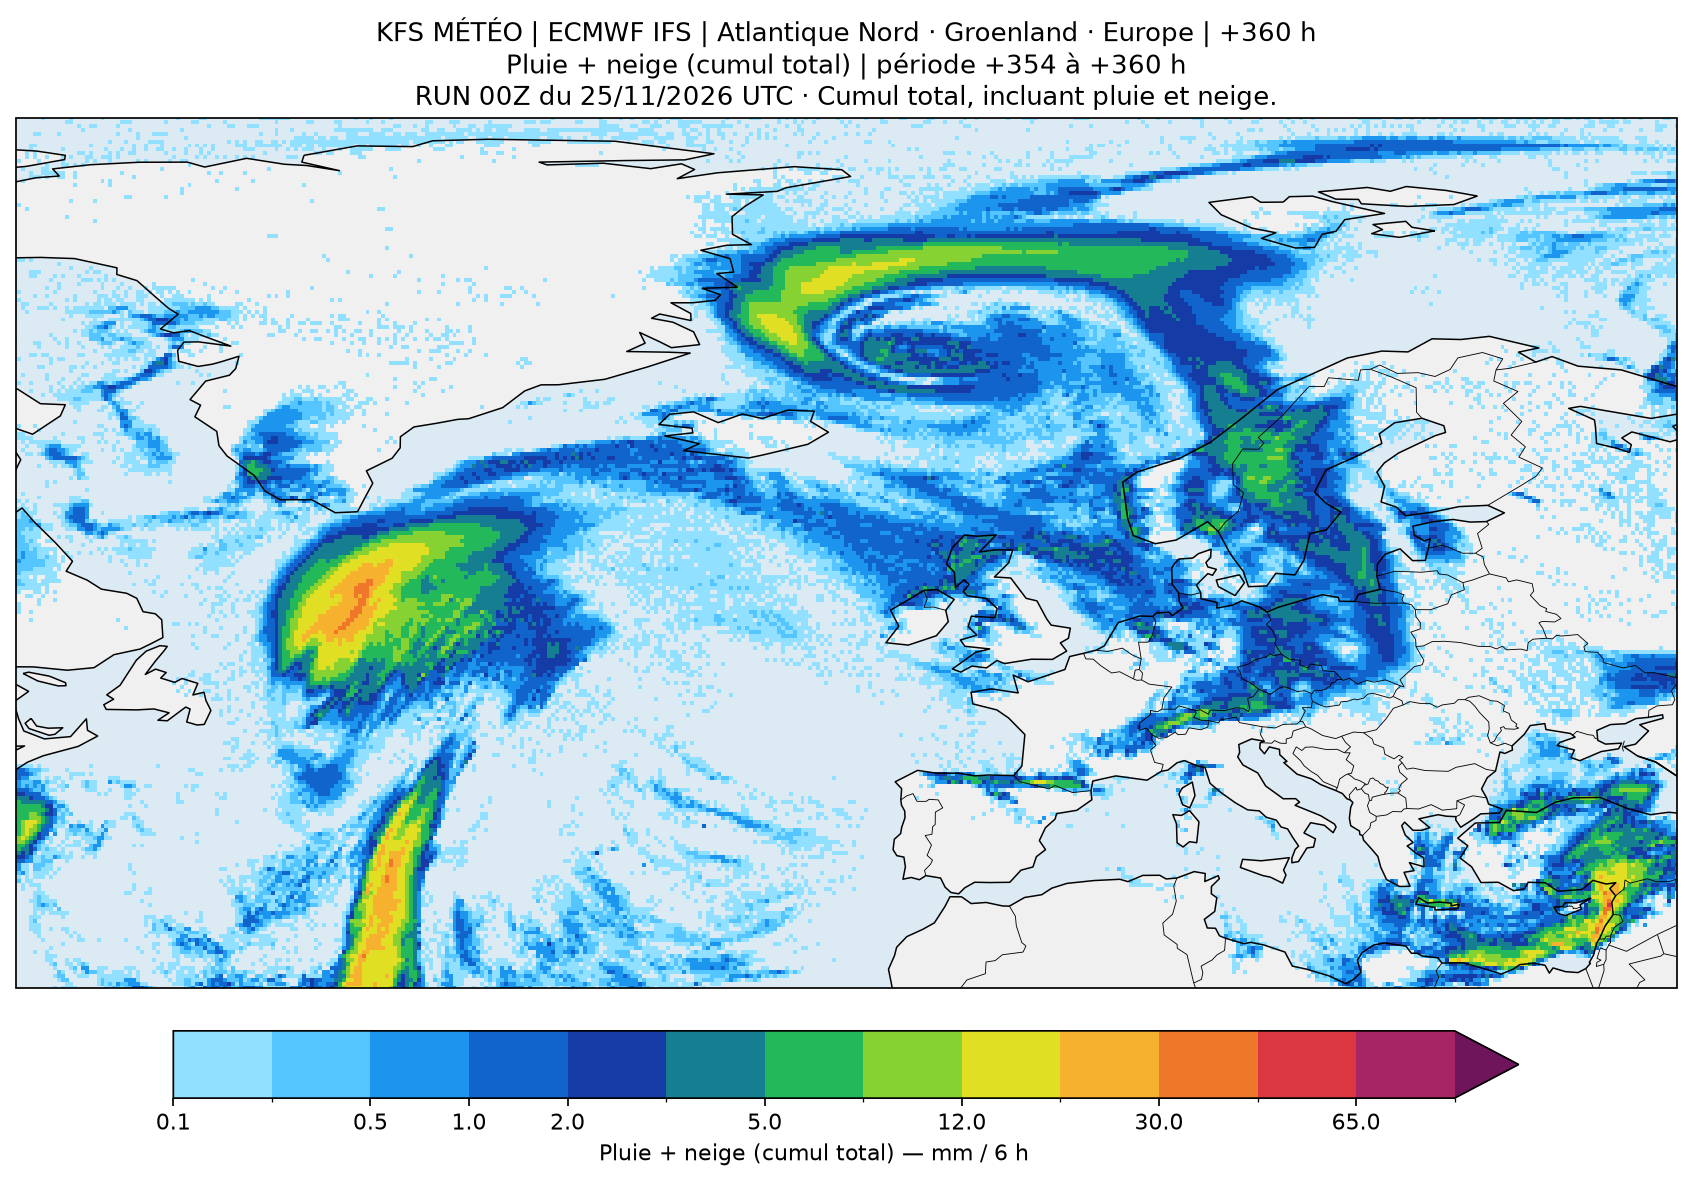 KFS MÉTÉO | ECMWF IFS | Atlantique Nord · Groenland · Europe | +360 h
Pluie + neige (cumul total) | période +354 à +360 h
RUN 00Z du 25/11/2026 UTC · Cumul total, incluant pluie et neige.
0.1 0.5 1.0 2.0 5.0 12.0 30.0 65.0
Pluie + neige (cumul total) — mm / 6 h